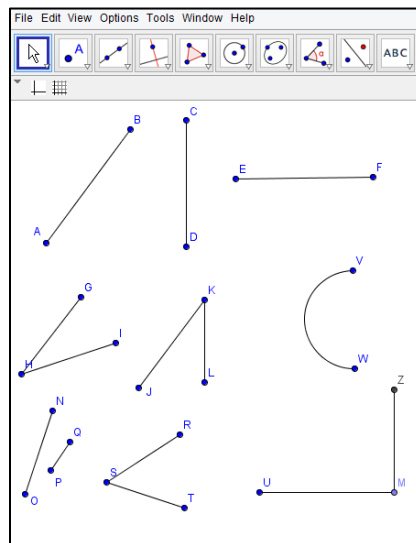 File Edit View Options Tools Window Help
A α ABC
B C
E F
A D
G K V
H I
J L W
N Z
Q R
O P S T U M